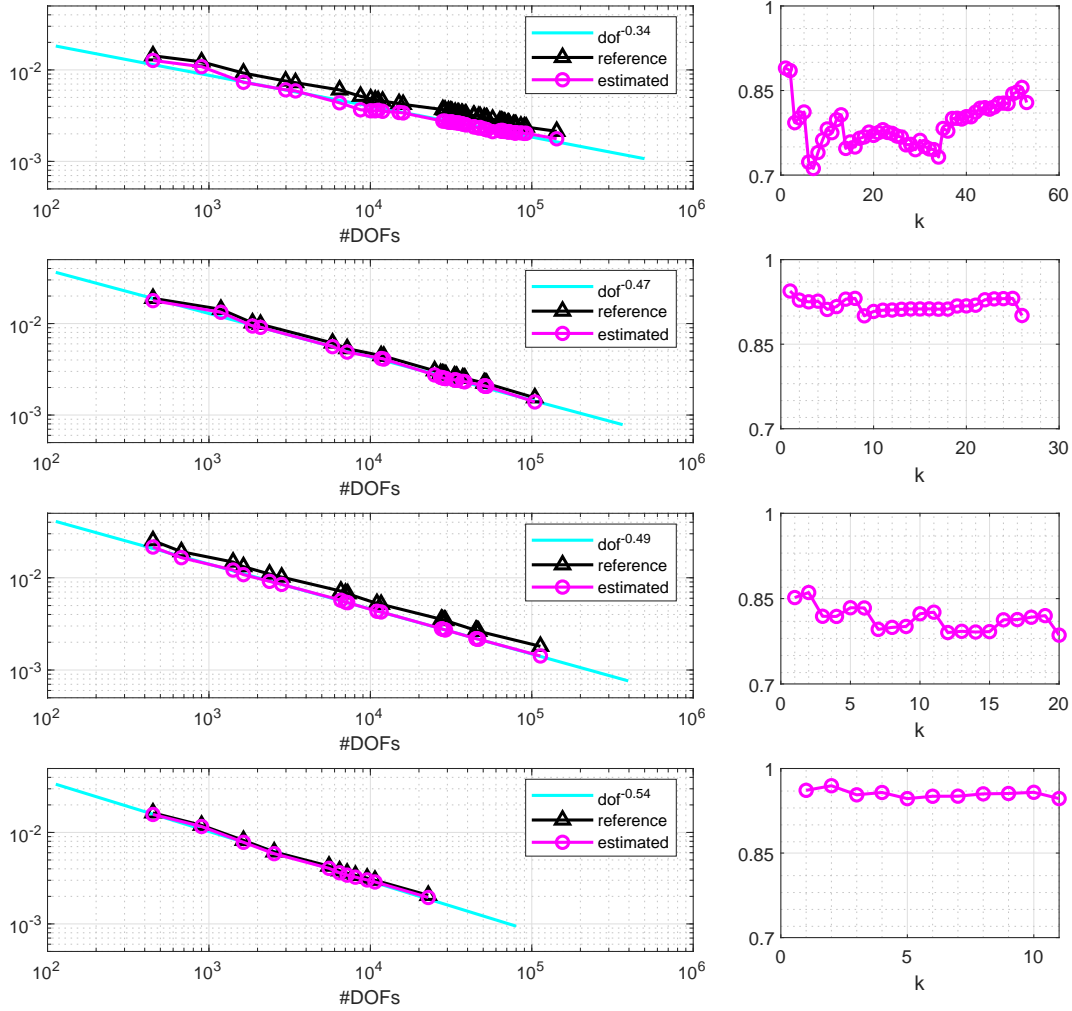 10^-2
10^-3
10^2
10^3
10^4
10^5
10^6
#DOFs
dof^-0.34
reference
estimated
1
0.85
0.7
0
20
40
60
k
10^-2
10^-3
10^2
10^3
10^4
10^5
10^6
#DOFs
dof^-0.47
reference
estimated
1
0.85
0.7
0
10
20
30
k
10^-2
10^-3
10^2
10^3
10^4
10^5
10^6
#DOFs
dof^-0.49
reference
estimated
1
0.85
0.7
0
5
10
15
20
k
10^-2
10^-3
10^2
10^3
10^4
10^5
10^6
#DOFs
dof^-0.54
reference
estimated
1
0.85
0.7
0
5
10
k